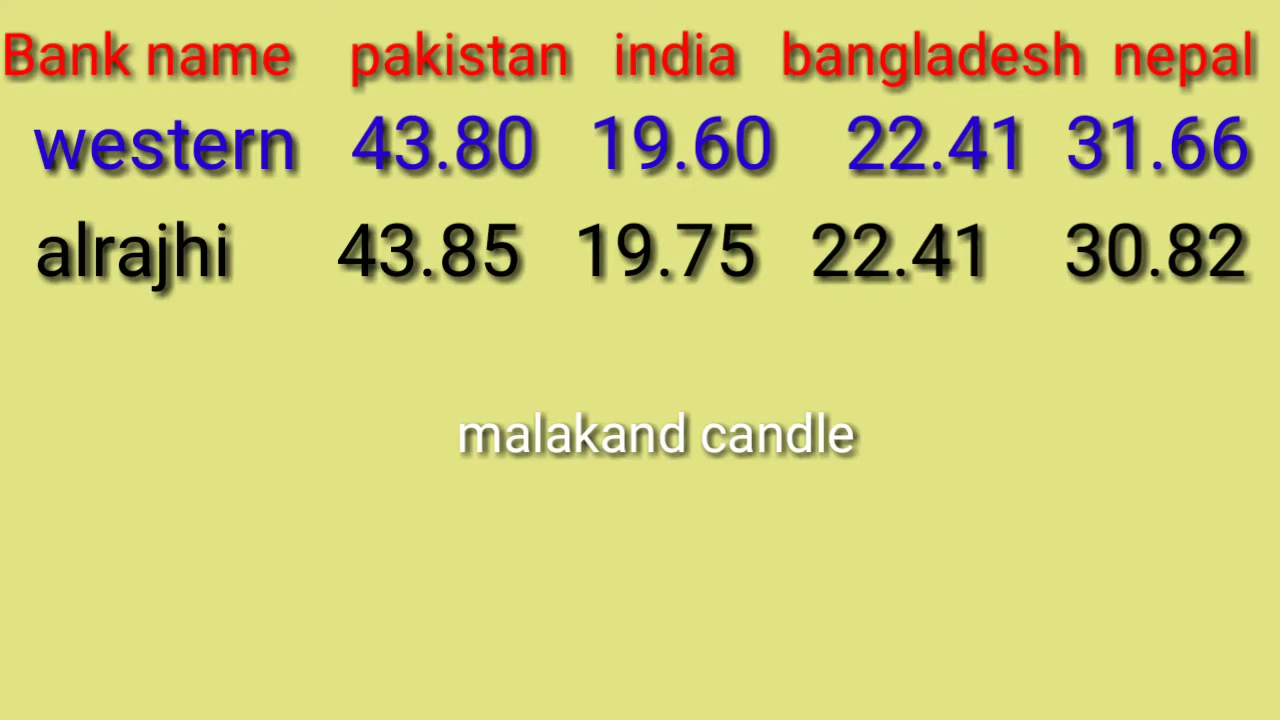 Bank name pakistan india bangladesh nepal
western 43.80 19.60 22.41 31.66
alrajhi 43.85 19.75 22.41 30.82
malakand candle